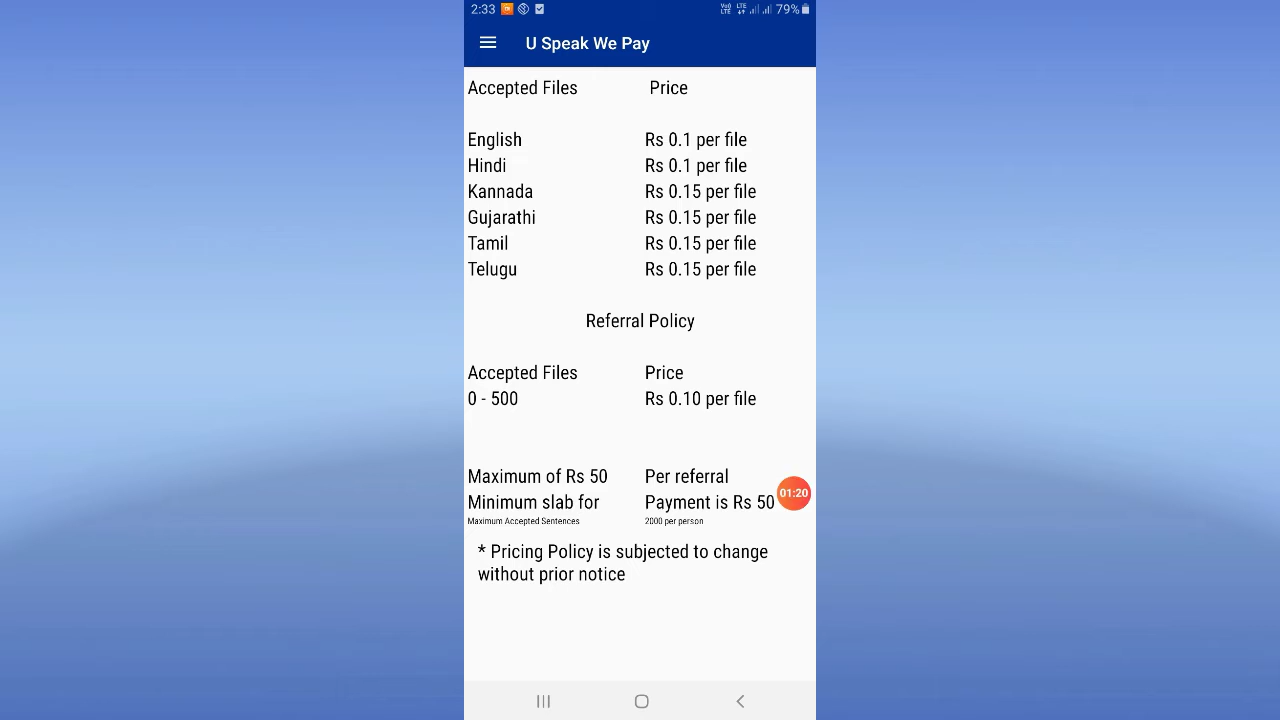 2:33
Vo) LTE LTE 79%
U Speak We Pay
Accepted Files Price
English Rs 0.1 per file
Hindi Rs 0.1 per file
Kannada Rs 0.15 per file
Gujarathi Rs 0.15 per file
Tamil Rs 0.15 per file
Telugu Rs 0.15 per file
Referral Policy
Accepted Files Price
0 - 500 Rs 0.10 per file
Maximum of Rs 50 Per referral
Minimum slab for Payment is Rs 50
01:20
Maximum Accepted Sentences 2000 per person
* Pricing Policy is subjected to change
without prior notice